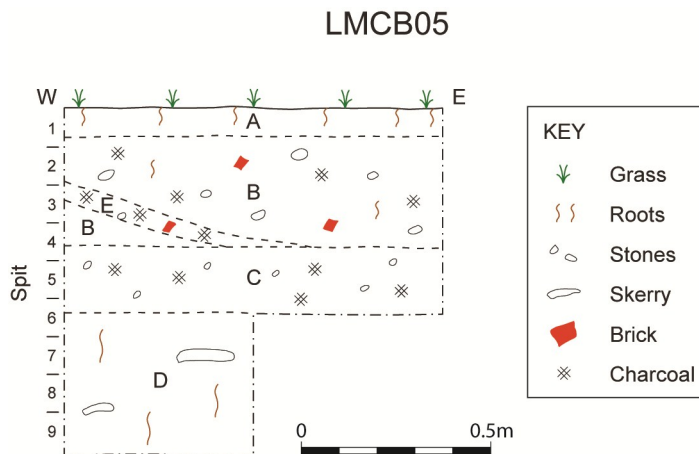 LMCB05
W
E
A
1
2
B
3
E
B
4
C
5
6
7
D
8
9
Spit
KEY
Grass
Roots
Stones
Skerry
Brick
Charcoal
0
0.5m